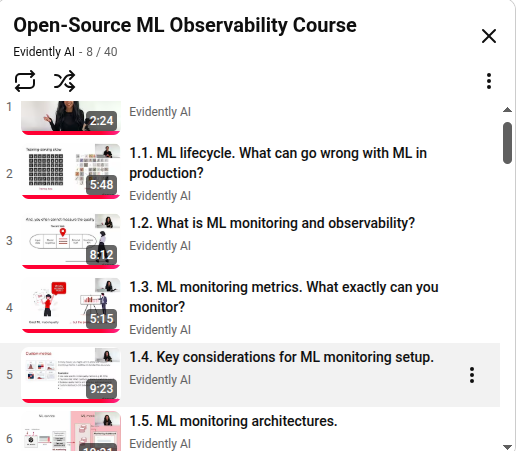 Open-Source ML Observability Course
Evidently AI - 8 / 40
1
2:24
Evidently AI
2
5:48
1.1. ML lifecycle. What can go wrong with ML in
production?
Evidently AI
3
8:12
1.2. What is ML monitoring and observability?
Evidently AI
4
5:15
1.3. ML monitoring metrics. What exactly can you
monitor?
Evidently AI
5
Custom metrics
9:23
1.4. Key considerations for ML monitoring setup.
Evidently AI
6
1.5. ML monitoring architectures.
Evidently AI